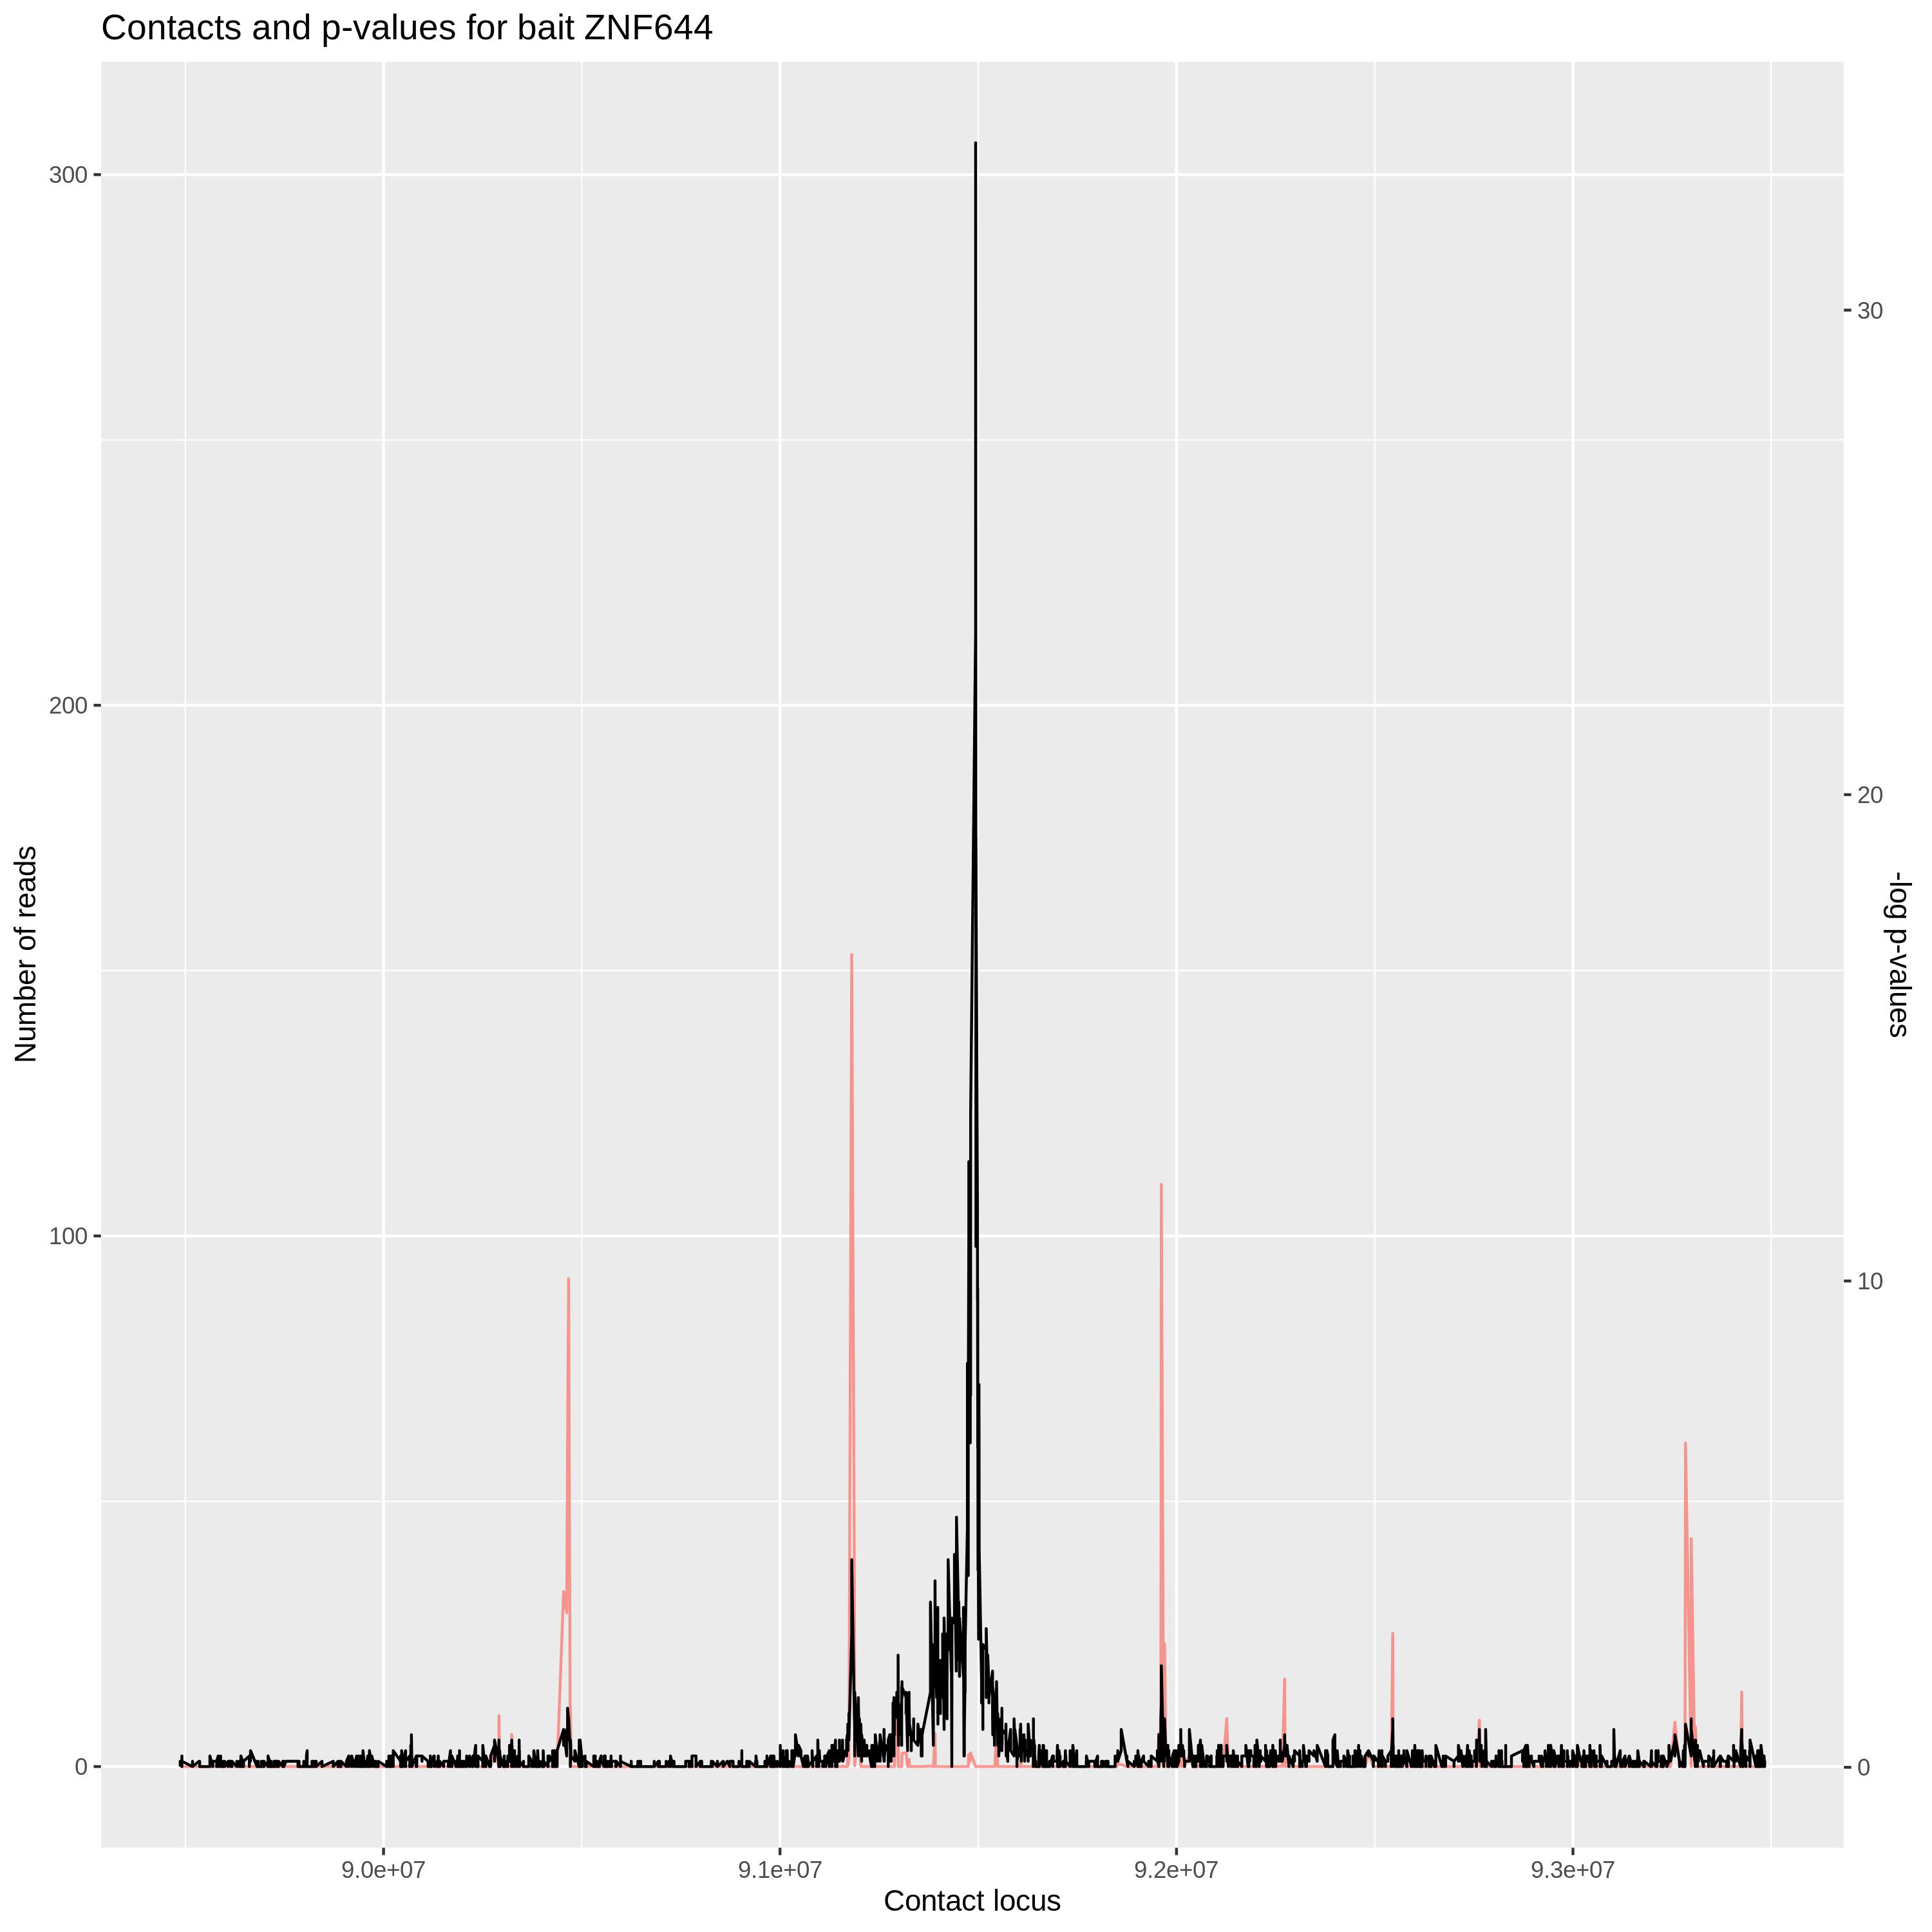 Contacts and p-values for bait ZNF644
300
200
100
0
30
20
10
0
Number of reads
-log p-values
9.0e+07
9.1e+07
9.2e+07
9.3e+07
Contact locus